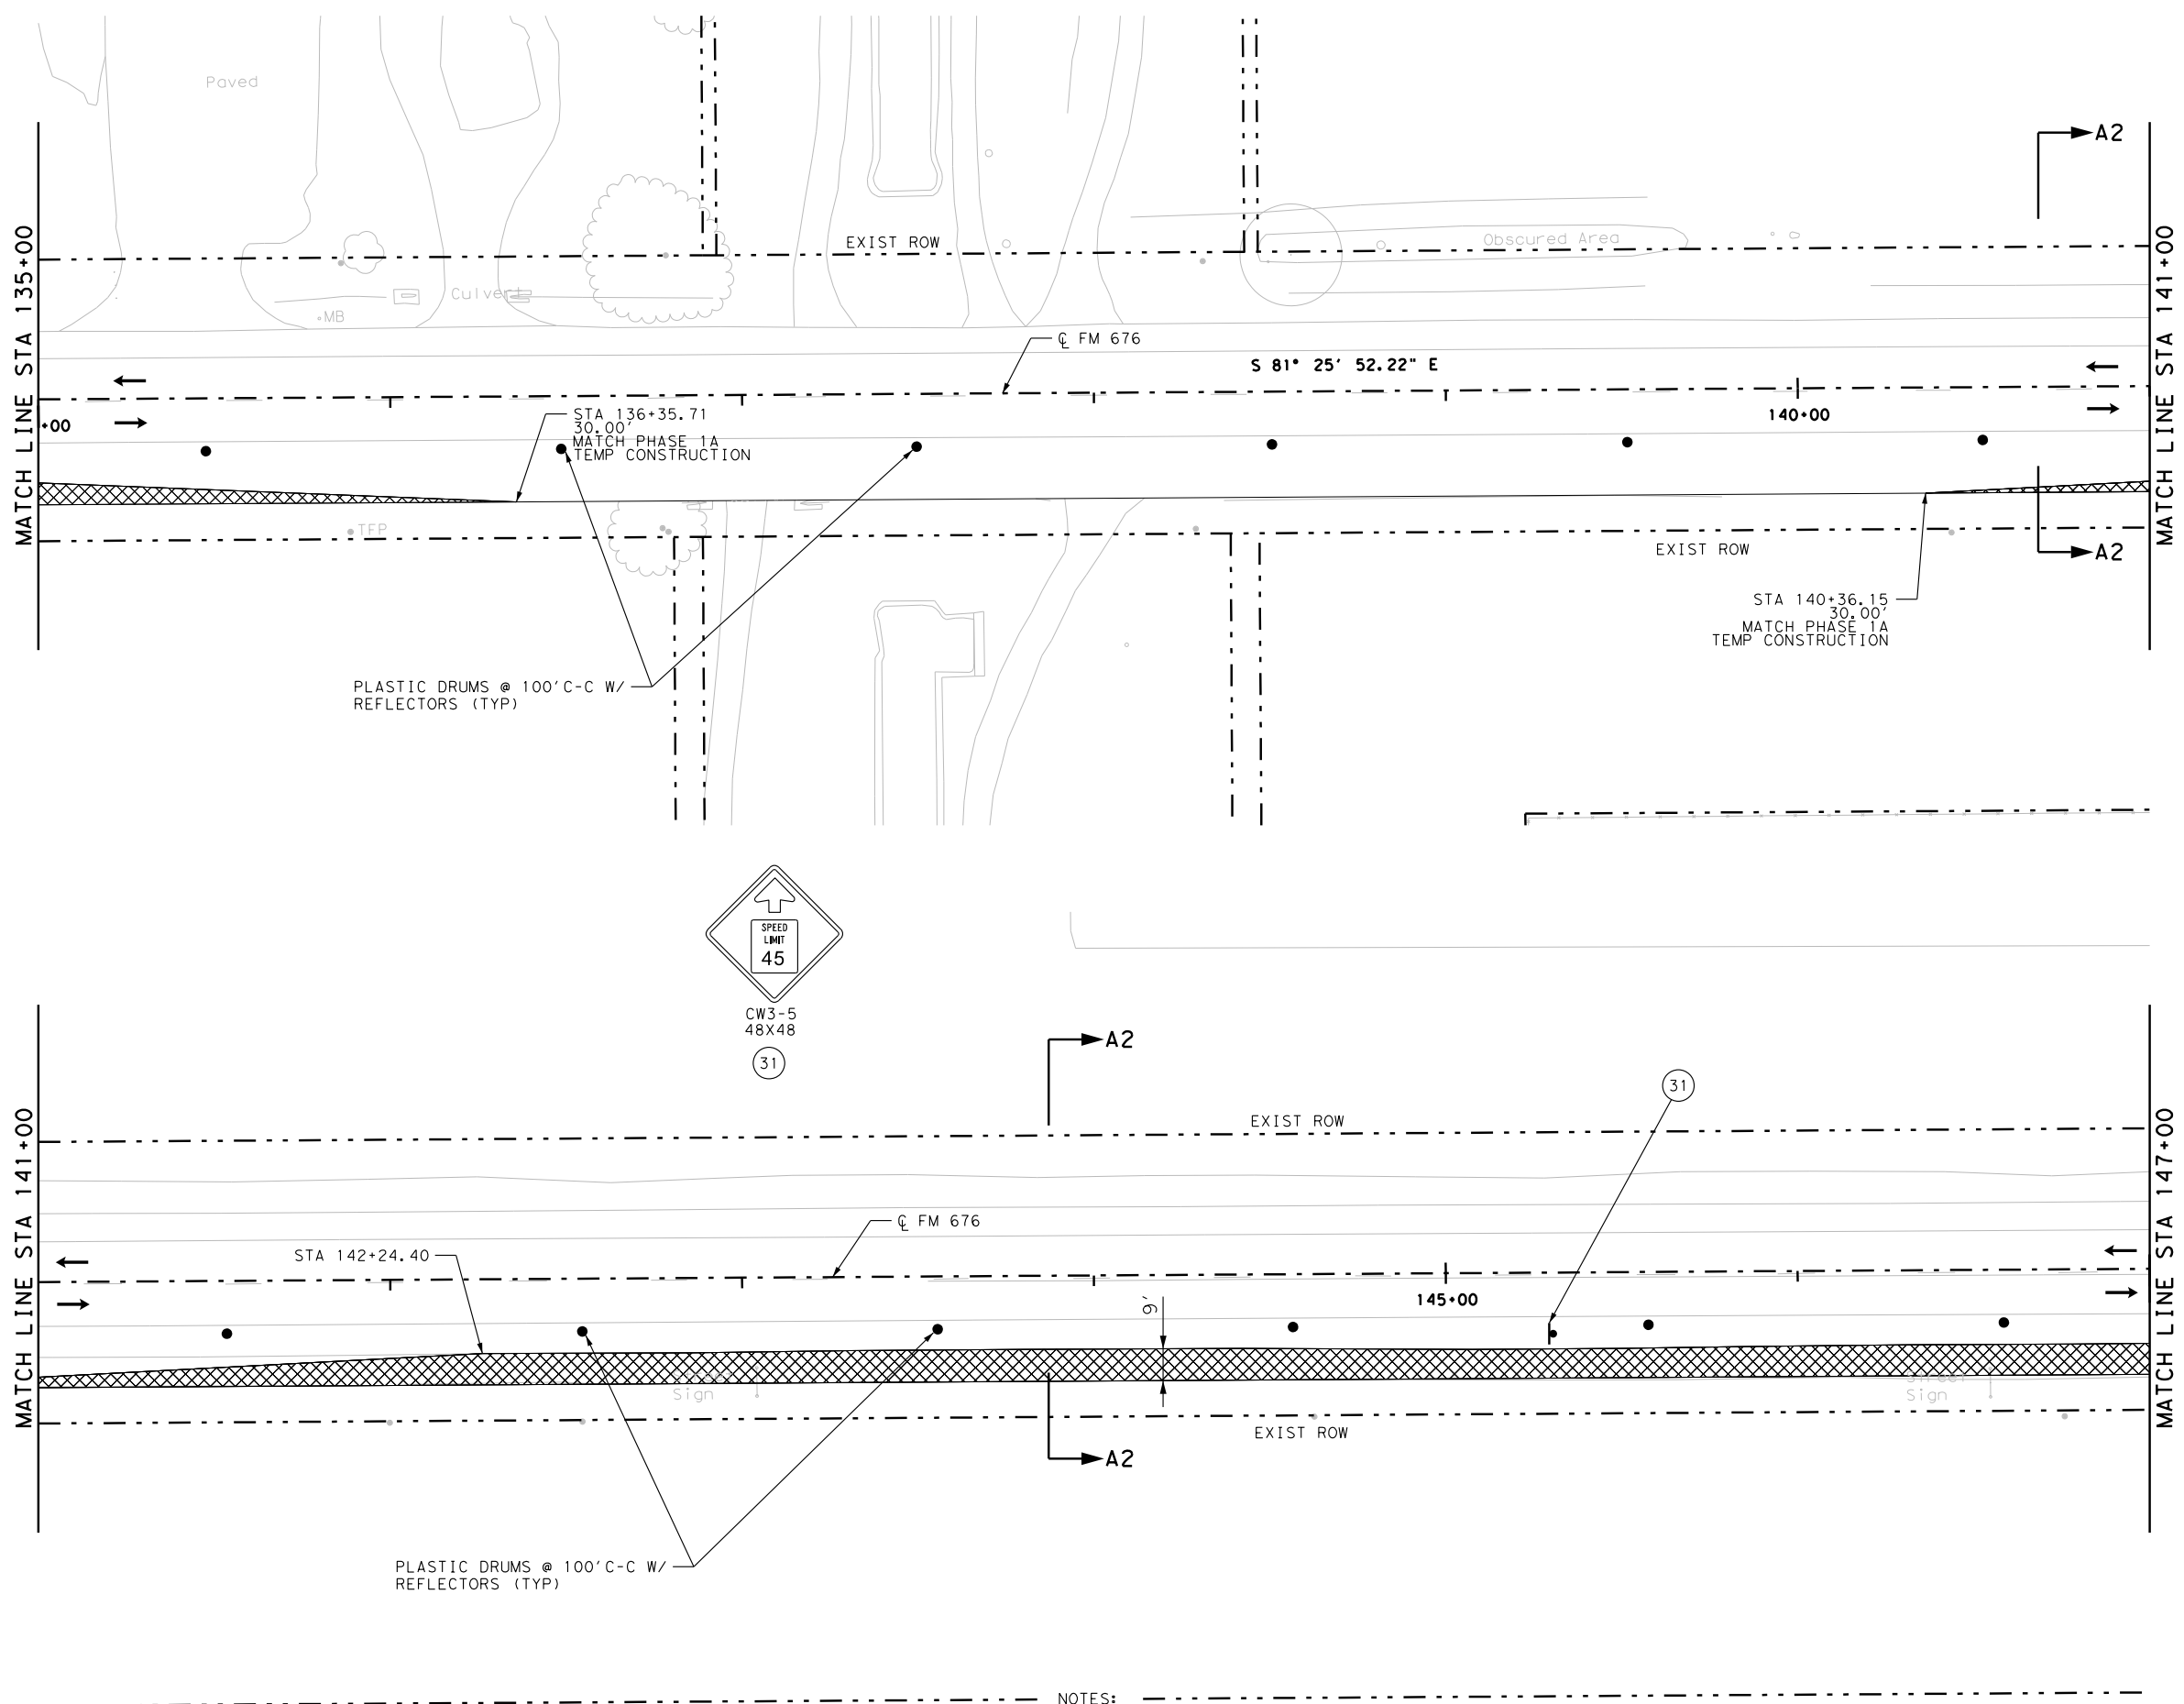 Paved
A2
MATCH LINE STA 135+00
EXIST ROW
Obscured Area
MATCH LINE STA 141+00
Culvert
MB
℄ FM 676
S 81° 25' 52.22" E
+00
STA 136+35.71
30.00'
MATCH PHASE 1A
TEMP CONSTRUCTION
140+00
TFP
EXIST ROW
A2
STA 140+36.15
30.00'
MATCH PHASE 1A
TEMP CONSTRUCTION
PLASTIC DRUMS @ 100'C-C W/
REFLECTORS (TYP)
SPEED
LIMIT
45
CW3-5
48X48
31
A2
31
MATCH LINE STA 141+00
EXIST ROW
MATCH LINE STA 147+00
℄ FM 676
STA 142+24.40
9'
145+00
Street
Sign
Street
Sign
EXIST ROW
A2
PLASTIC DRUMS @ 100'C-C W/
REFLECTORS (TYP)
NOTES: